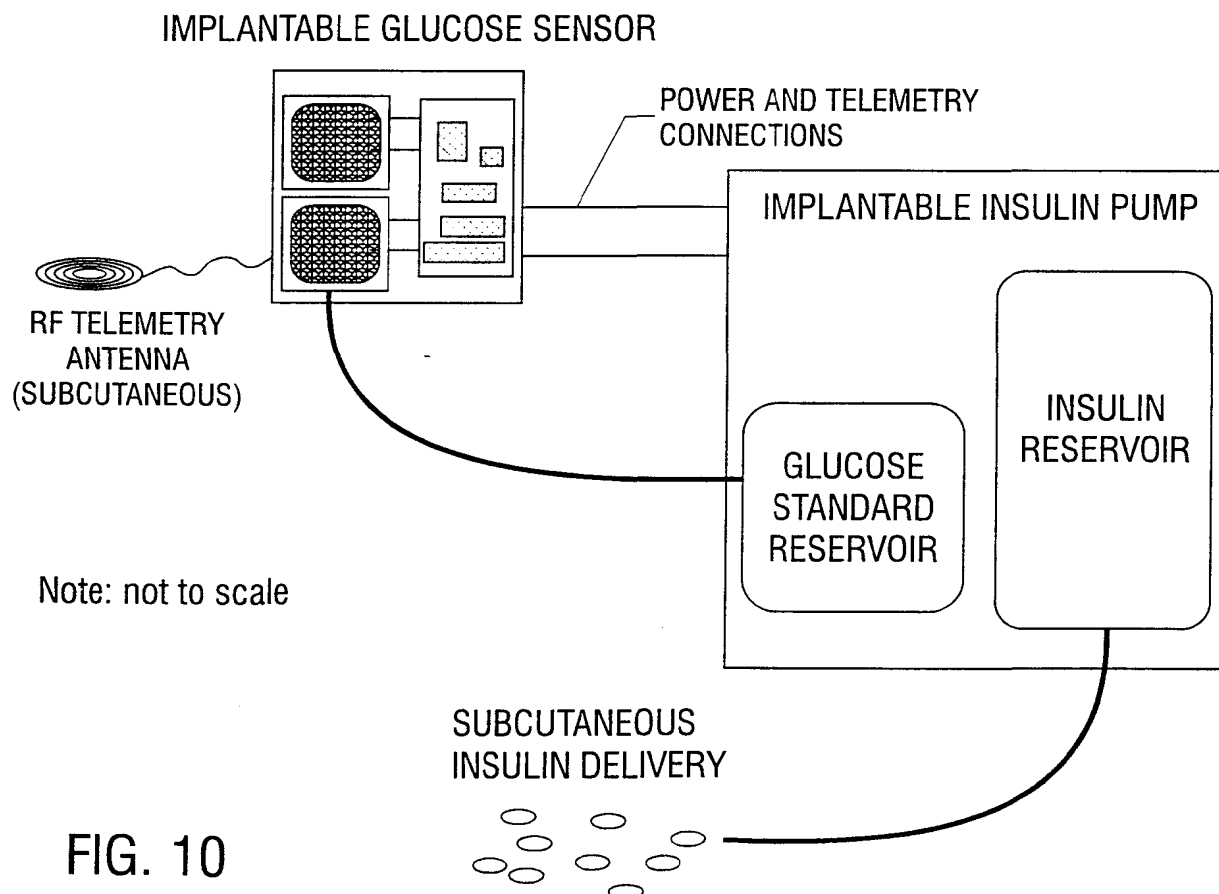 IMPLANTABLE GLUCOSE SENSOR
POWER AND TELEMETRY
CONNECTIONS
IMPLANTABLE INSULIN PUMP
RF TELEMETRY
ANTENNA
(SUBCUTANEOUS)
INSULIN
RESERVOIR
GLUCOSE
STANDARD
RESERVOIR
Note: not to scale
SUBCUTANEOUS
INSULIN DELIVERY
FIG. 10